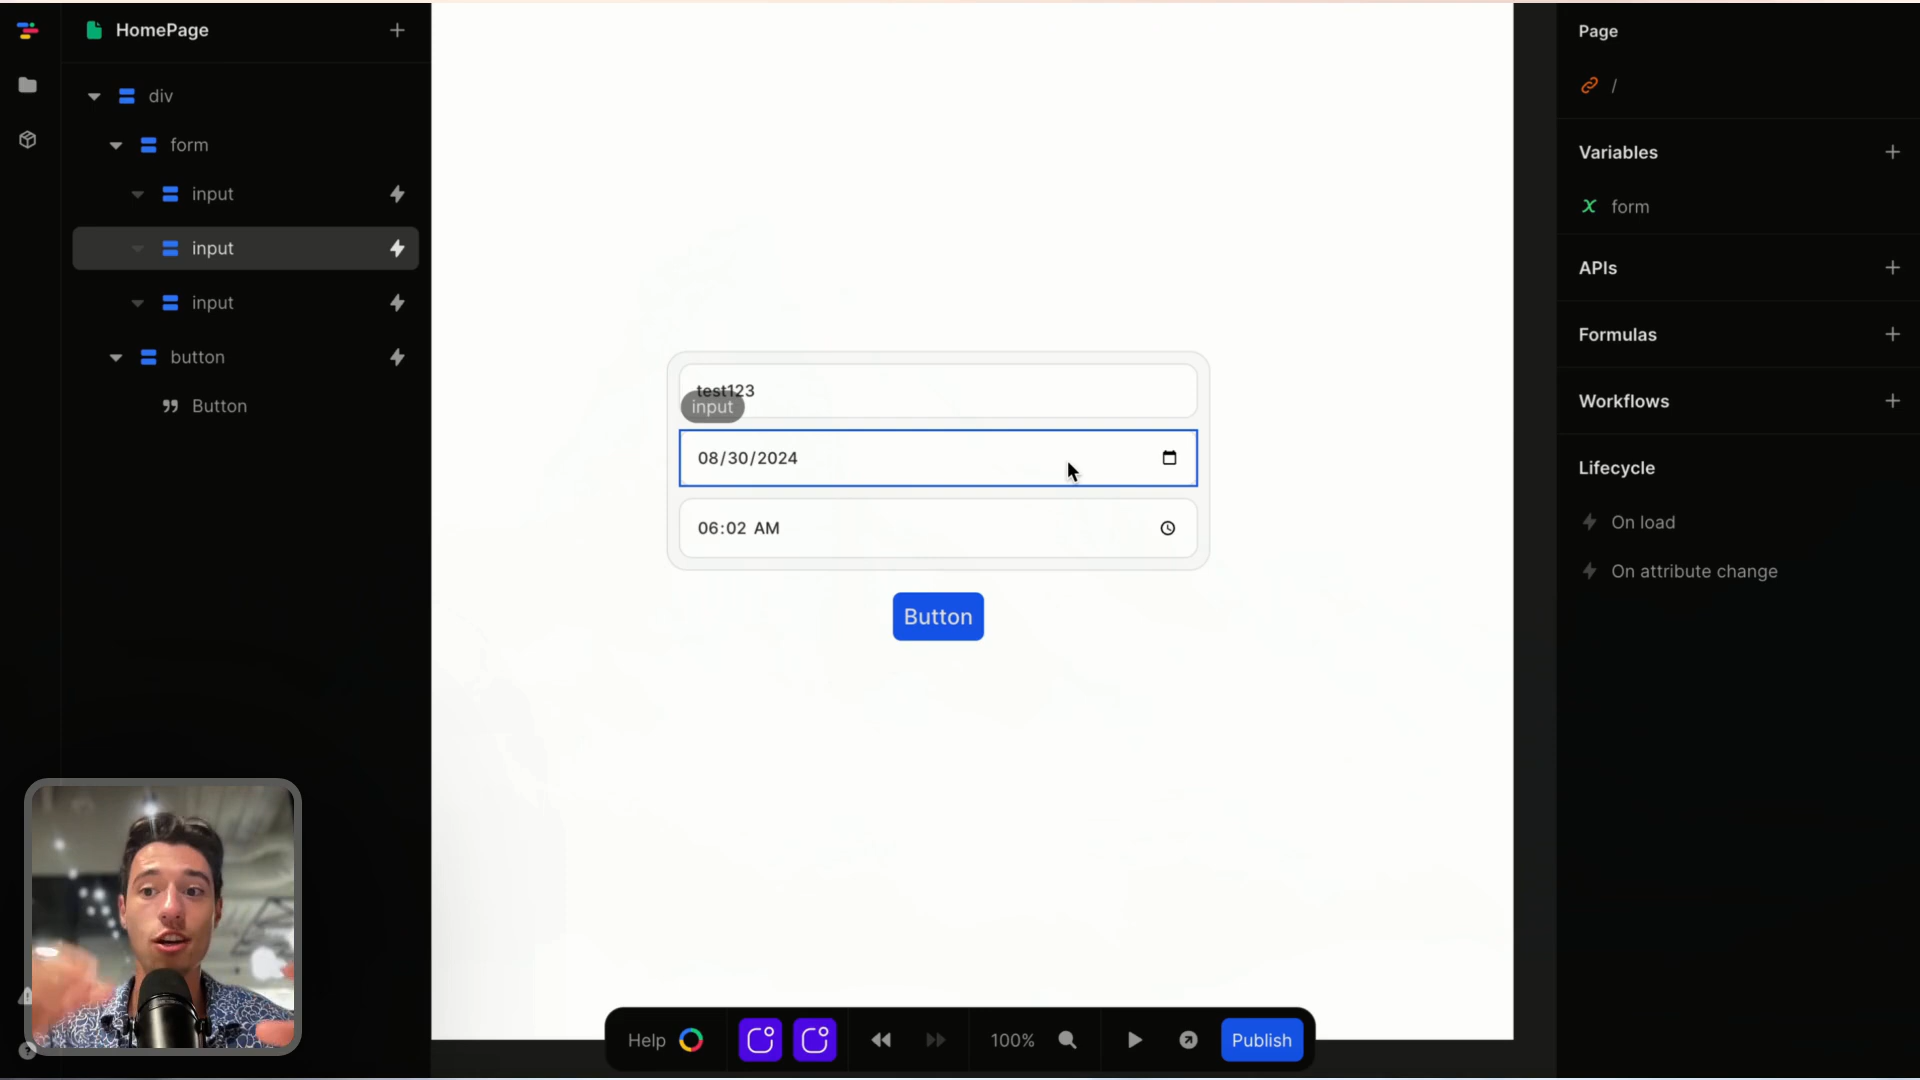 HomePage
div
form
input
input
input
button
Button
test123
input
08/30/2024
06:02 AM
Button
Help
100%
Publish
Page
/
Variables
form
APIs
Formulas
Workflows
Lifecycle
On load
On attribute change